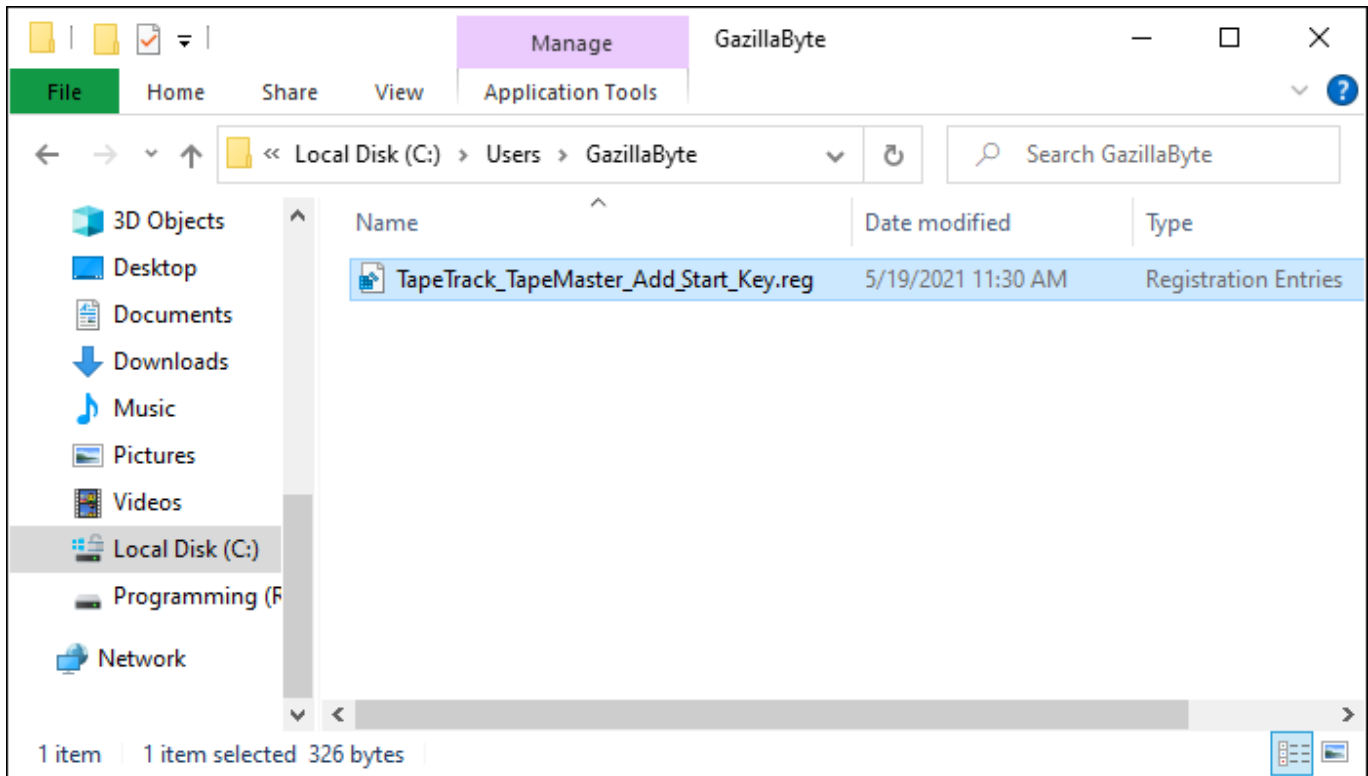 Manage GazillaByte
File Home Share View Application Tools
« Local Disk (C:) > Users > GazillaByte Search GazillaByte
Name Date modified Type
TapeTrack_TapeMaster_Add_Start_Key.reg 5/19/2021 11:30 AM Registration Entries
3D Objects
Desktop
Documents
Downloads
Music
Pictures
Videos
Local Disk (C:)
Programming (R
Network
1 item 1 item selected 326 bytes